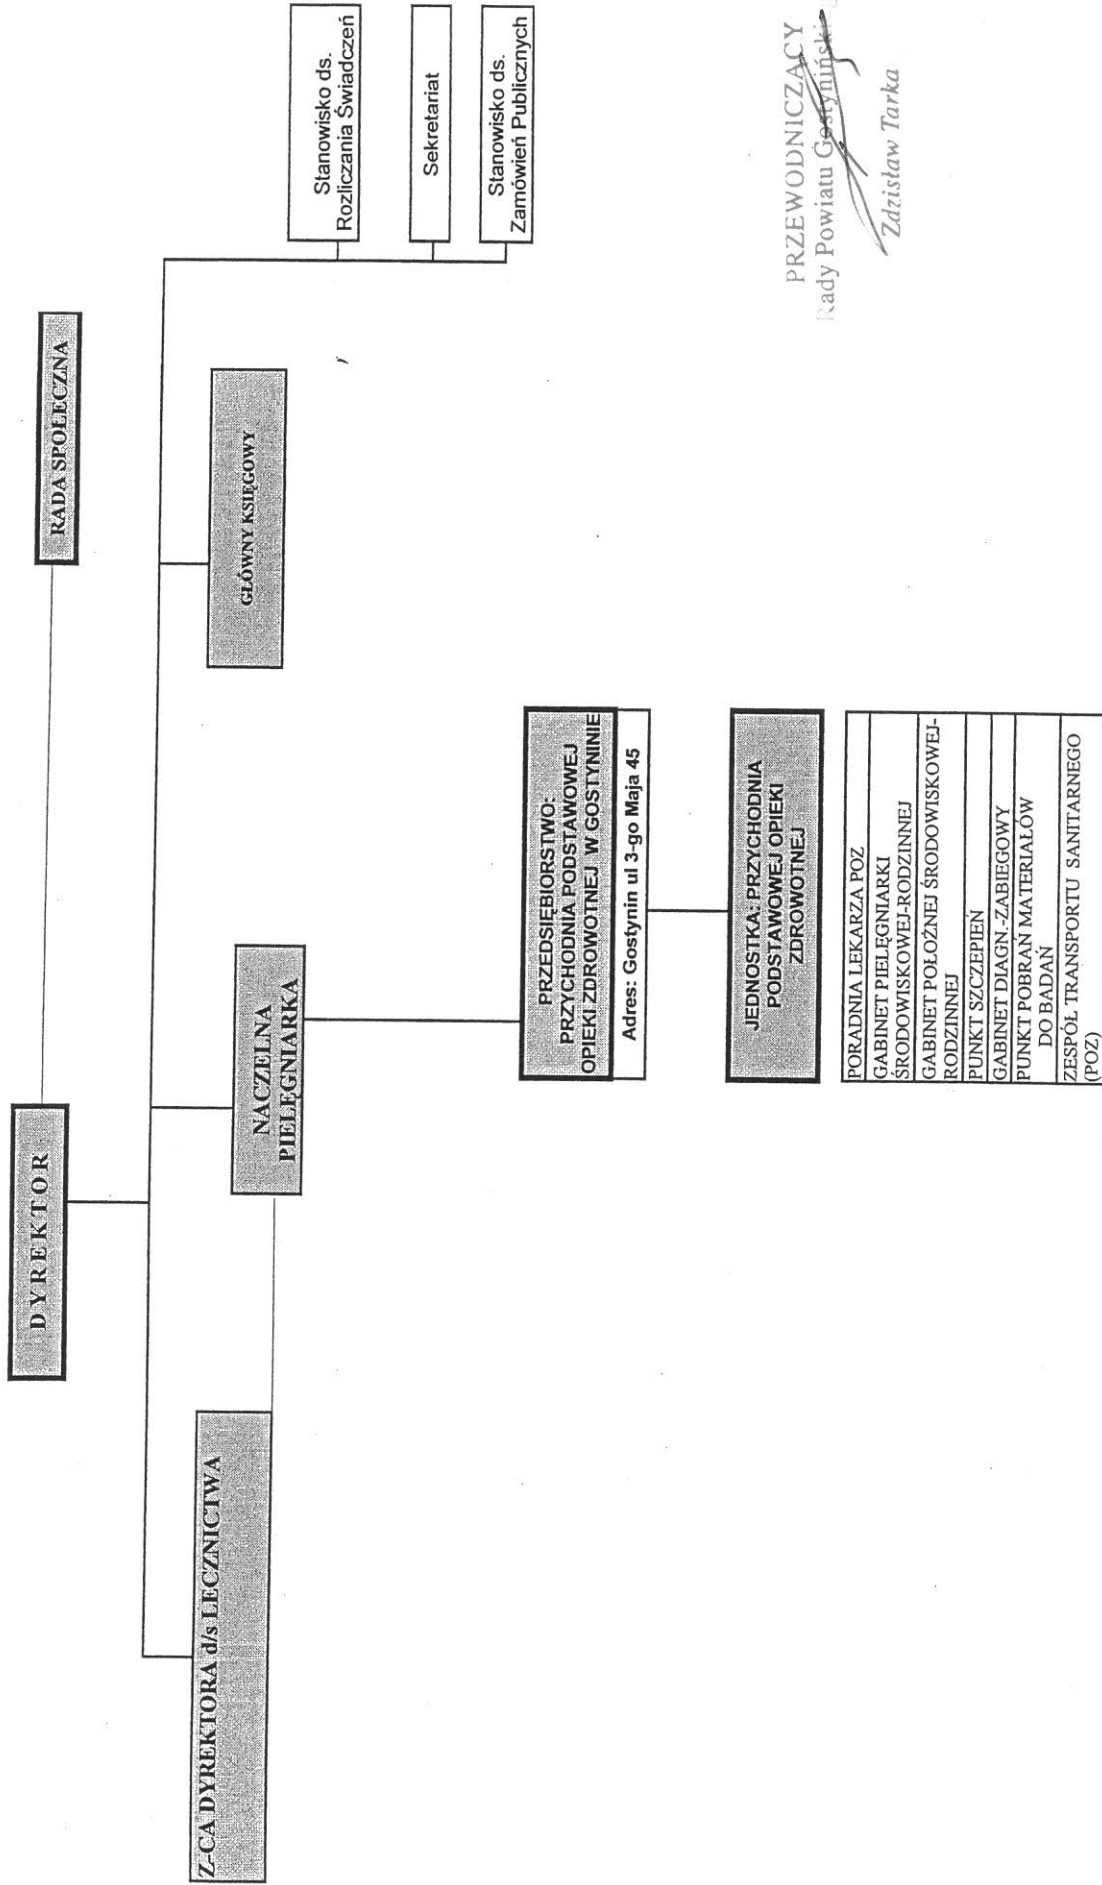 DYREKTOR
RADA SPOŁECZNA
Z-CA DYREKTORA d/s LECZNICTWA
NACZELNA
PIELĘGNIARKA
GŁÓWNY KSIĘGOWY
Stanowisko ds.
Rozliczania Świadczeń
Sekretariat
Stanowisko ds.
Zamówień Publicznych
PRZEDSIĘBIORSTWO:
PRZYCHODNIA PODSTAWOWEJ
OPIEKI ZDROWOTNEJ W GOSTYNINIE
Adres: Gostynin ul 3-go Maja 45
JEDNOSTKA: PRZYCHODNIA
PODSTAWOWEJ OPIEKI
ZDROWOTNEJ
PORADNIA LEKARZA POZ
GABINET PIELĘGNIARKI
ŚRODOWISKOWEJ-RODZINNEJ
GABINET POŁOŻNEJ ŚRODOWISKOWEJ-
RODZINNEJ
PUNKT SZCZEPIEŃ
GABINET DIAGN.-ZABIEGOWY
PUNKT POBRAŃ MATERIAŁÓW
DO BADAŃ
ZESPÓŁ TRANSPORTU SANITARNEGO
(POZ)
PRZEWODNICZĄCY
Rady Powiatu Gostynińskiego
Zdzisław Tarka